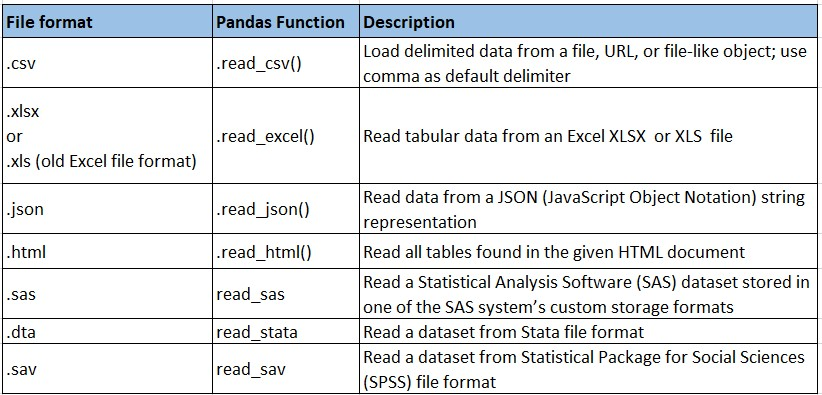 File format Pandas Function Description
.csv .read_csv() Load delimited data from a file, URL, or file-like object; use
comma as default delimiter
.xlsx
or
.xls (old Excel file format) .read_excel() Read tabular data from an Excel XLSX or XLS file
.json .read_json() Read data from a JSON (JavaScript Object Notation) string
representation
.html .read_html() Read all tables found in the given HTML document
.sas read_sas Read a Statistical Analysis Software (SAS) dataset stored in
one of the SAS system’s custom storage formats
.dta read_stata Read a dataset from Stata file format
.sav read_sav Read a dataset from Statistical Package for Social Sciences
(SPSS) file format